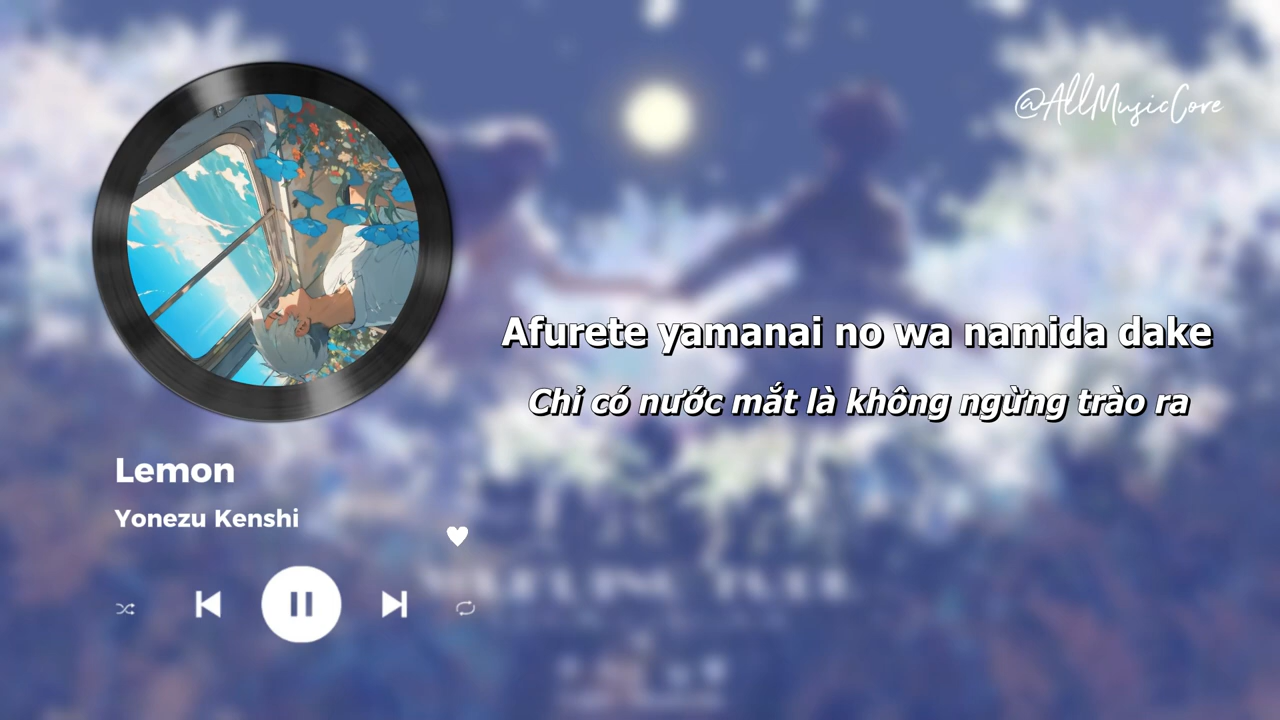 @AllMusicCore
Afurete yamanai no wa namida dake
Chỉ có nước mắt là không ngừng trào ra
Lemon
Yonezu Kenshi